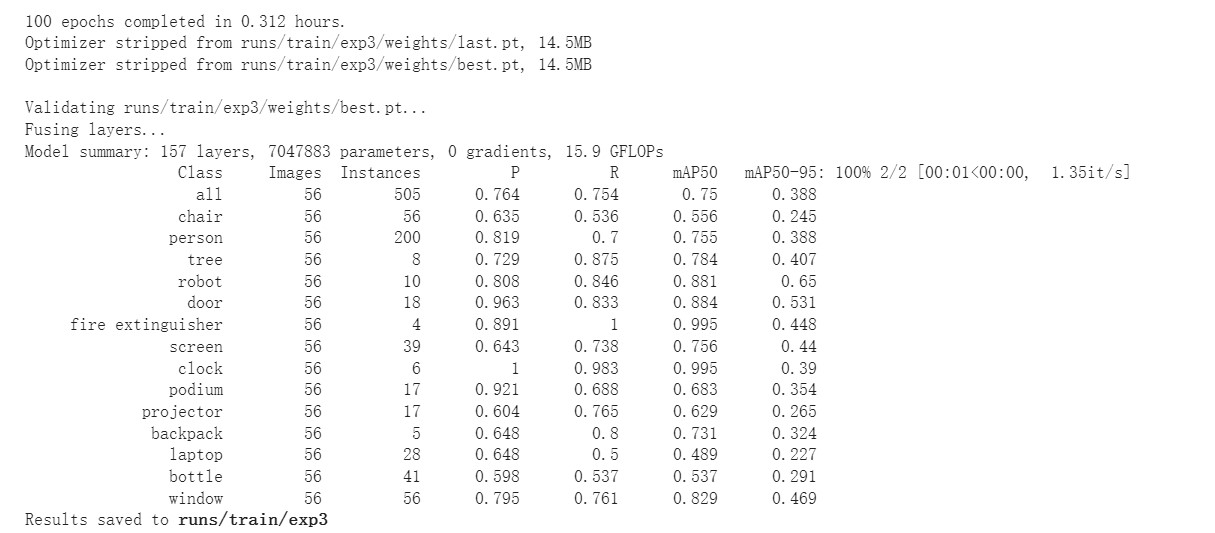 100 epochs completed in 0.312 hours.
Optimizer stripped from runs/train/exp3/weights/last.pt, 14.5MB
Optimizer stripped from runs/train/exp3/weights/best.pt, 14.5MB
Validating runs/train/exp3/weights/best.pt...
Fusing layers...
Model summary: 157 layers, 7047883 parameters, 0 gradients, 15.9 GFLOPs
Class Images Instances P R mAP50 mAP50-95: 100% 2/2 [00:01<00:00, 1.35it/s]
all 56 505 0.764 0.754 0.75 0.388
chair 56 56 0.635 0.536 0.556 0.245
person 56 200 0.819 0.7 0.755 0.388
tree 56 8 0.729 0.875 0.784 0.407
robot 56 10 0.808 0.846 0.881 0.65
door 56 18 0.963 0.833 0.884 0.531
fire extinguisher 56 4 0.891 1 0.995 0.448
screen 56 39 0.643 0.738 0.756 0.44
clock 56 6 1 0.983 0.995 0.39
podium 56 17 0.921 0.688 0.683 0.354
projector 56 17 0.604 0.765 0.629 0.265
backpack 56 5 0.648 0.8 0.731 0.324
laptop 56 28 0.648 0.5 0.489 0.227
bottle 56 41 0.598 0.537 0.537 0.291
window 56 56 0.795 0.761 0.829 0.469
Results saved to runs/train/exp3